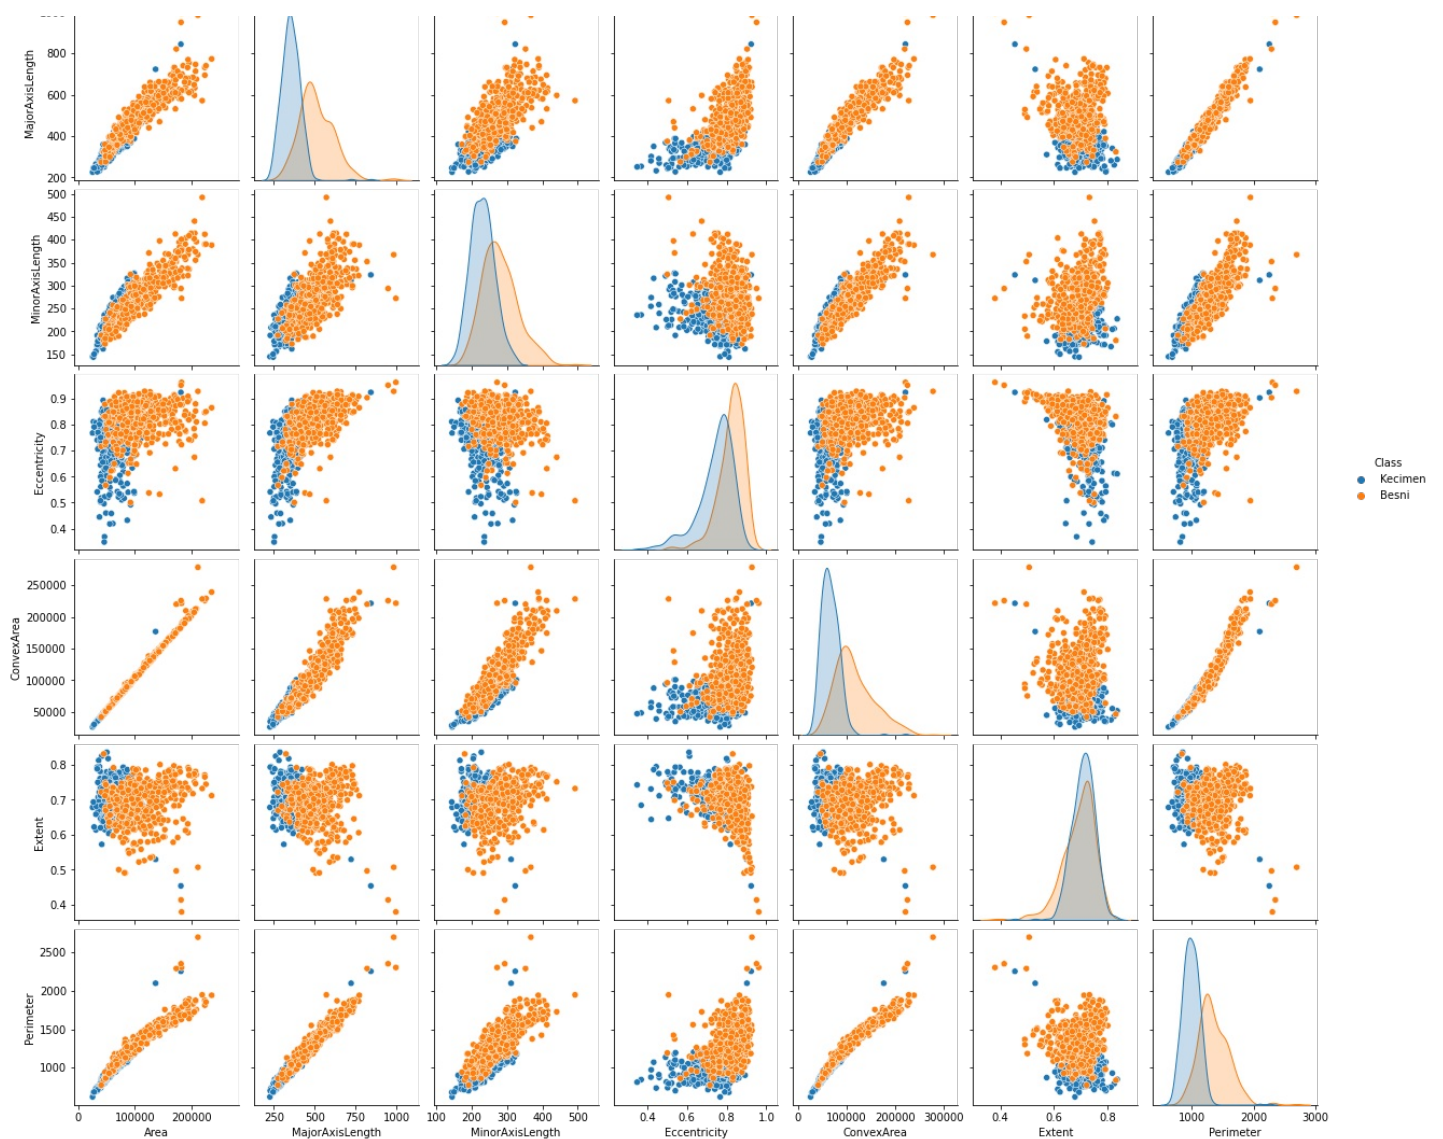 800
600
400
200
MajorAxisLength
500
450
400
350
300
250
200
150
MinorAxisLength
0.9
0.8
0.7
0.6
0.5
0.4
Eccentricity
Class
Kecimen
Besni
250000
200000
150000
100000
50000
ConvexArea
0.8
0.7
0.6
0.5
0.4
Extent
2500
2000
1500
1000
Perimeter
0 100000 200000
250 500 750 1000
100 200 300 400 500
0.4 0.6 0.8 1.0
0 100000 200000 300000
0.4 0.6 0.8
1000 2000 3000
Area MajorAxisLength MinorAxisLength Eccentricity ConvexArea Extent Perimeter